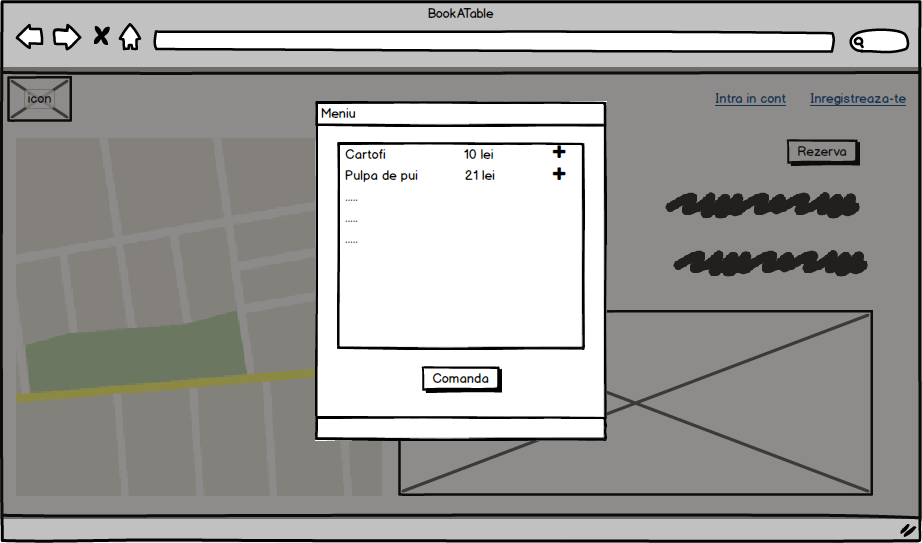 BookATable
icon
Intra in cont
Inregistreaza-te
Meniu
Rezerva
Cartofi 10 lei +
Pulpa de pui 21 lei +
.....
.....
.....
Comanda